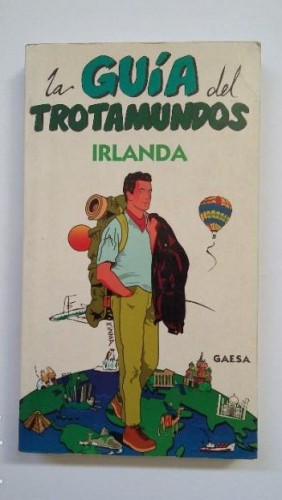 la GUÍA del
TROTAMUNDOS
IRLANDA
GAESA